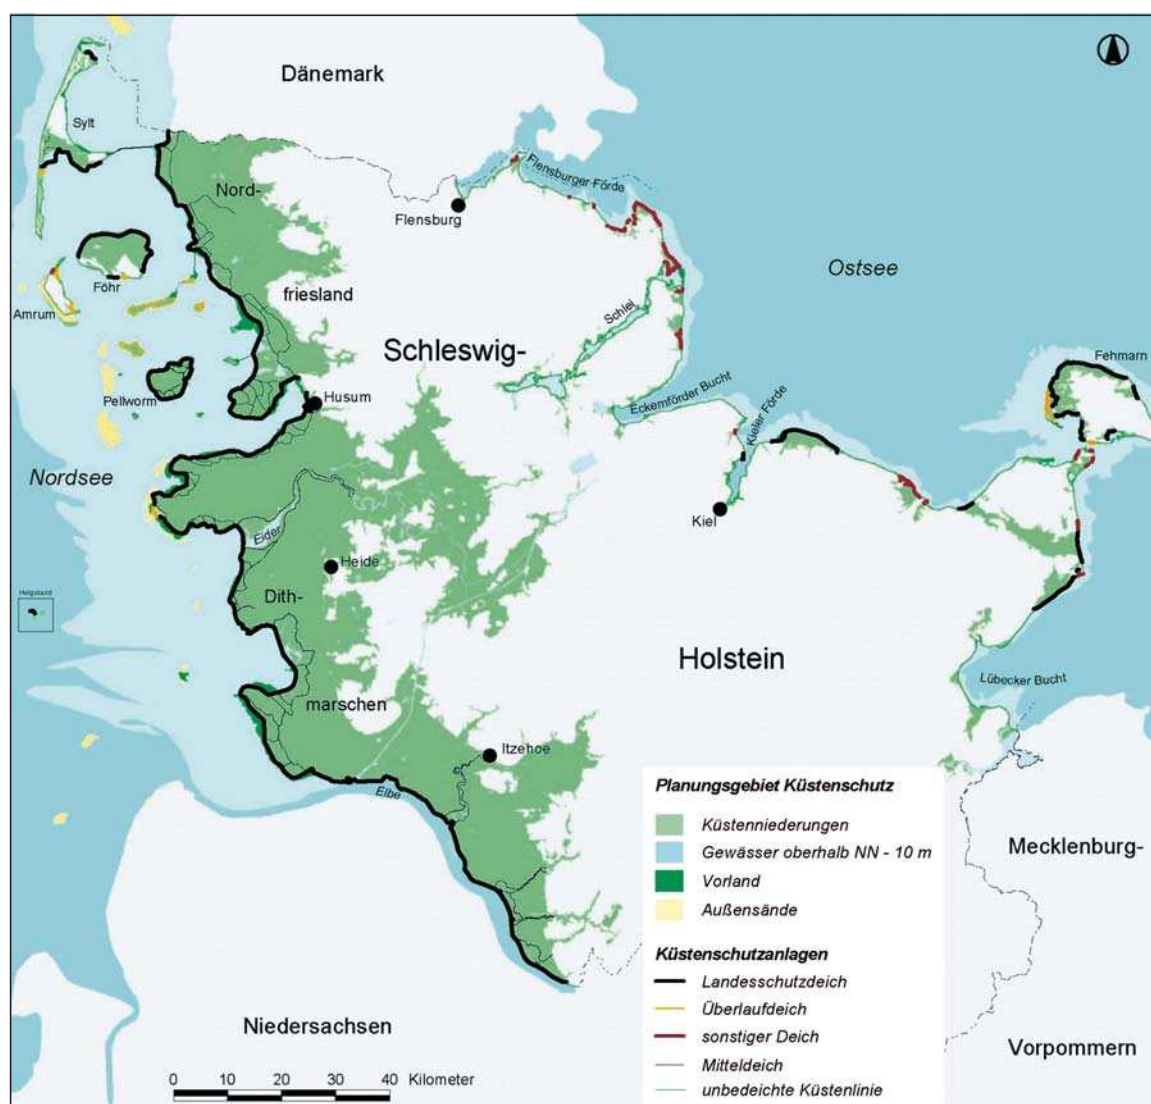 Dänemark
Sylt
Nord-
Flensburger-Förde
Flensburg
Ostsee
Föhr
friesland
Amrum
Schlei
Schleswig-
Fehmarn
Pellworm
Husum
Eckernförder Bucht
Kieler Förde
Nordsee
Kiel
Eider
Heide
Helgoland
Dith-
Holstein
Lübecker Bucht
marschen
Itzehoe
Elbe
Planungsgebiet Küstenschutz
Küstenniederungen
Gewässer oberhalb NN - 10 m
Vorland
Außensände
Mecklenburg-
Küstenschutzanlagen
Landesschutzdeich
Überlaufdeich
sonstiger Deich
Mitteldeich
unbedeichte Küstenlinie
Niedersachsen
Vorpommern
0 10 20 30 40 Kilometer